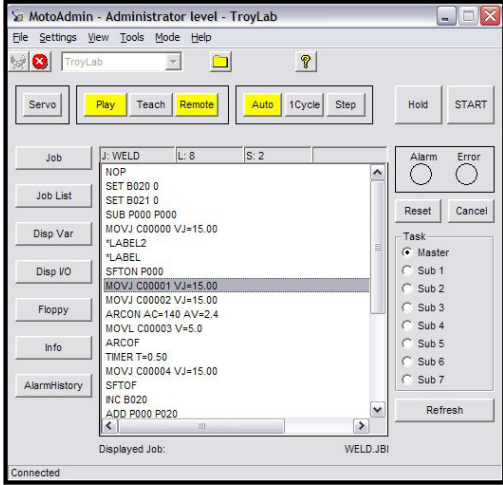 MotoAdmin - Administrator level - TroyLab
File Settings View Tools Mode Help
TroyLab
Servo Play Teach Remote Auto 1Cycle Step Hold START
Job
Job List
Disp Var
Disp I/O
Floppy
Info
AlarmHistory
J: WELD L: 8 S: 2
NOP
SET B020 0
SET B021 0
SUB P000 P000
MOVJ C00000 VJ=15.00
*LABEL2
*LABEL
SFTON P000
MOVJ C00001 VJ=15.00
MOVJ C00002 VJ=15.00
ARCON AC=140 AV=2.4
MOVL C00003 V=5.0
ARCOF
TIMER T=0.50
MOVJ C00004 VJ=15.00
SFTOF
INC B020
ADD P000 P020
Displayed Job: WELD.JBI
Alarm Error
Reset Cancel
Task
Master
Sub 1
Sub 2
Sub 3
Sub 4
Sub 5
Sub 6
Sub 7
Refresh
Connected